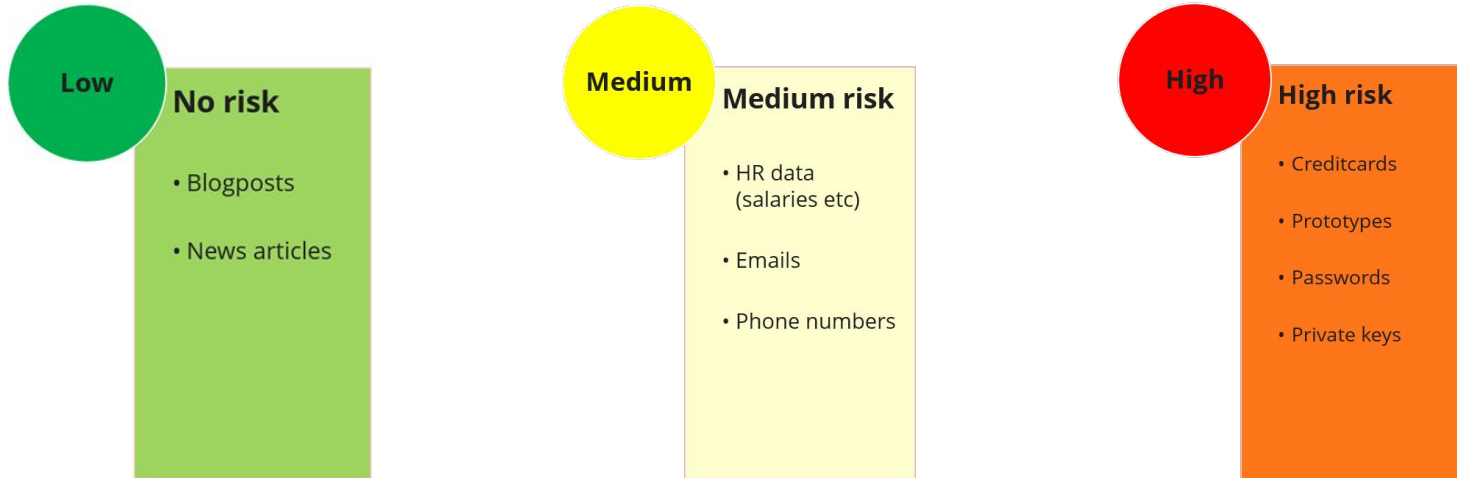 Low
No risk
• Blogposts
• News articles
Medium
Medium risk
• HR data
(salaries etc)
• Emails
• Phone numbers
High
High risk
• Creditcards
• Prototypes
• Passwords
• Private keys